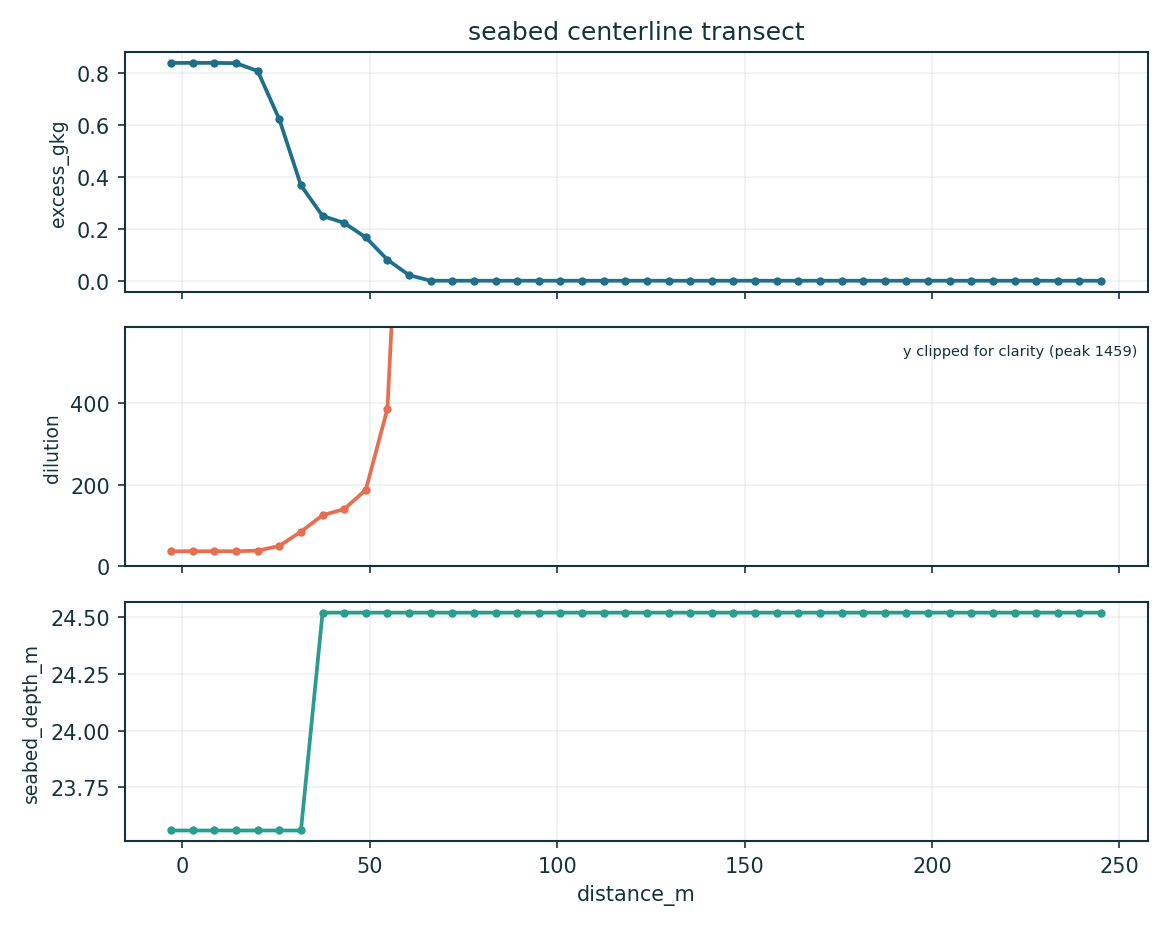 seabed centerline transect
excess_gkg
0.8
0.6
0.4
0.2
0.0
dilution
400
200
0
y clipped for clarity (peak 1459)
seabed_depth_m
24.50
24.25
24.00
23.75
0 50 100 150 200 250
distance_m